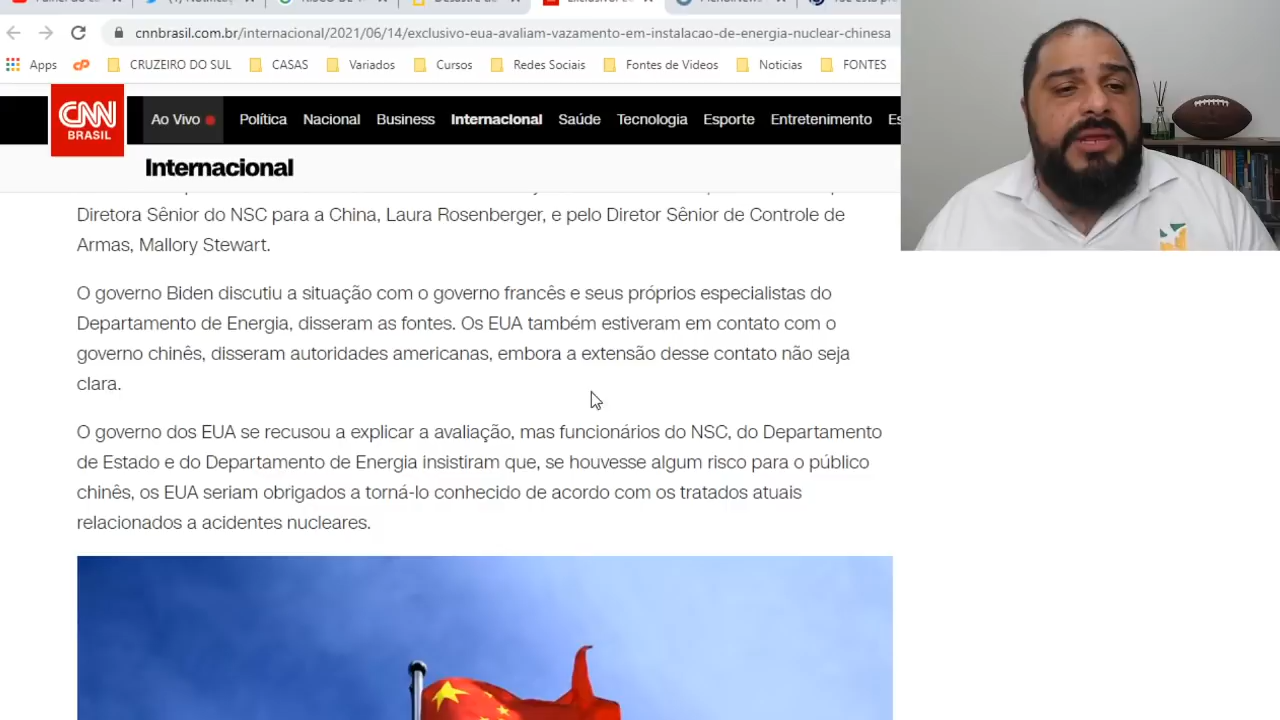 cnnbrasil.com.br/internacional/2021/06/14/exclusivo-eua-avaliam-vazamento-em-instalacao-de-energia-nuclear-chinesa
Apps CRUZEIRO DO SUL CASAS Variados Cursos Redes Sociais Fontes de Videos Noticias FONTES
CNN
BRASIL
Ao Vivo Política Nacional Business Internacional Saúde Tecnologia Esporte Entretenimento Es
Internacional
Diretora Sênior do NSC para a China, Laura Rosenberger, e pelo Diretor Sênior de Controle de
Armas, Mallory Stewart.
O governo Biden discutiu a situação com o governo francês e seus próprios especialistas do
Departamento de Energia, disseram as fontes. Os EUA também estiveram em contato com o
governo chinês, disseram autoridades americanas, embora a extensão desse contato não seja
clara.
O governo dos EUA se recusou a explicar a avaliação, mas funcionários do NSC, do Departamento
de Estado e do Departamento de Energia insistiram que, se houvesse algum risco para o público
chinês, os EUA seriam obrigados a torná-lo conhecido de acordo com os tratados atuais
relacionados a acidentes nucleares.